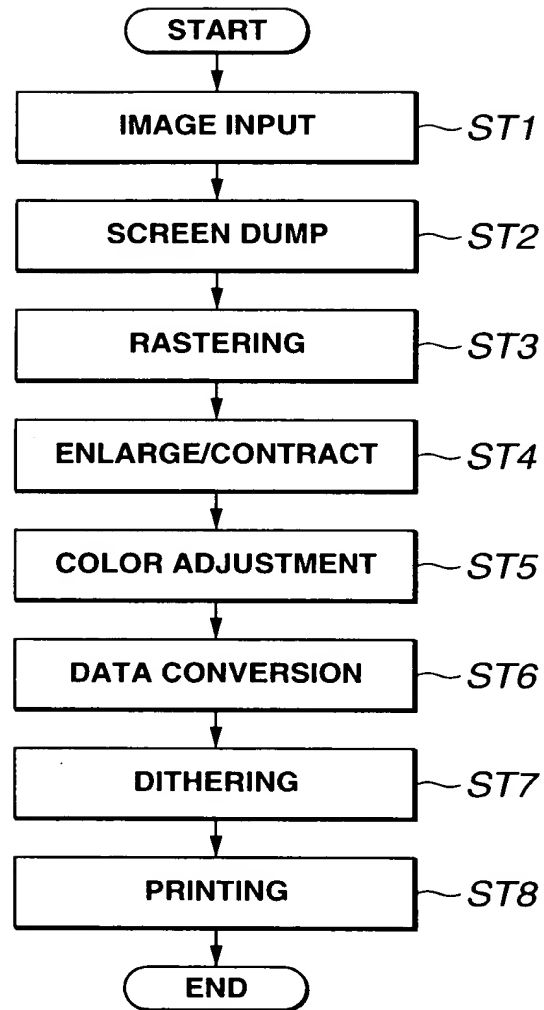 START
IMAGE INPUT ST1
SCREEN DUMP ST2
RASTERING ST3
ENLARGE/CONTRACT ST4
COLOR ADJUSTMENT ST5
DATA CONVERSION ST6
DITHERING ST7
PRINTING ST8
END